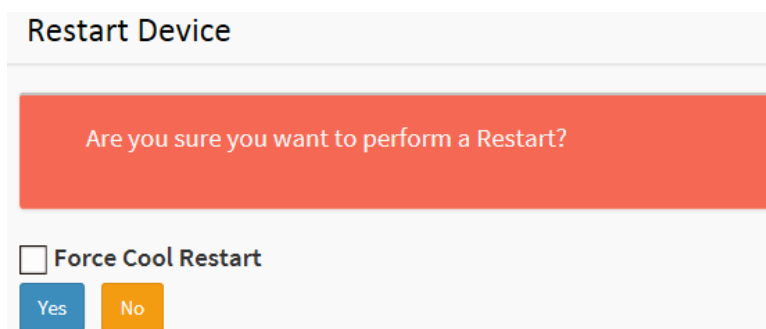 Restart Device
Are you sure you want to perform a Restart?
Force Cool Restart
Yes No